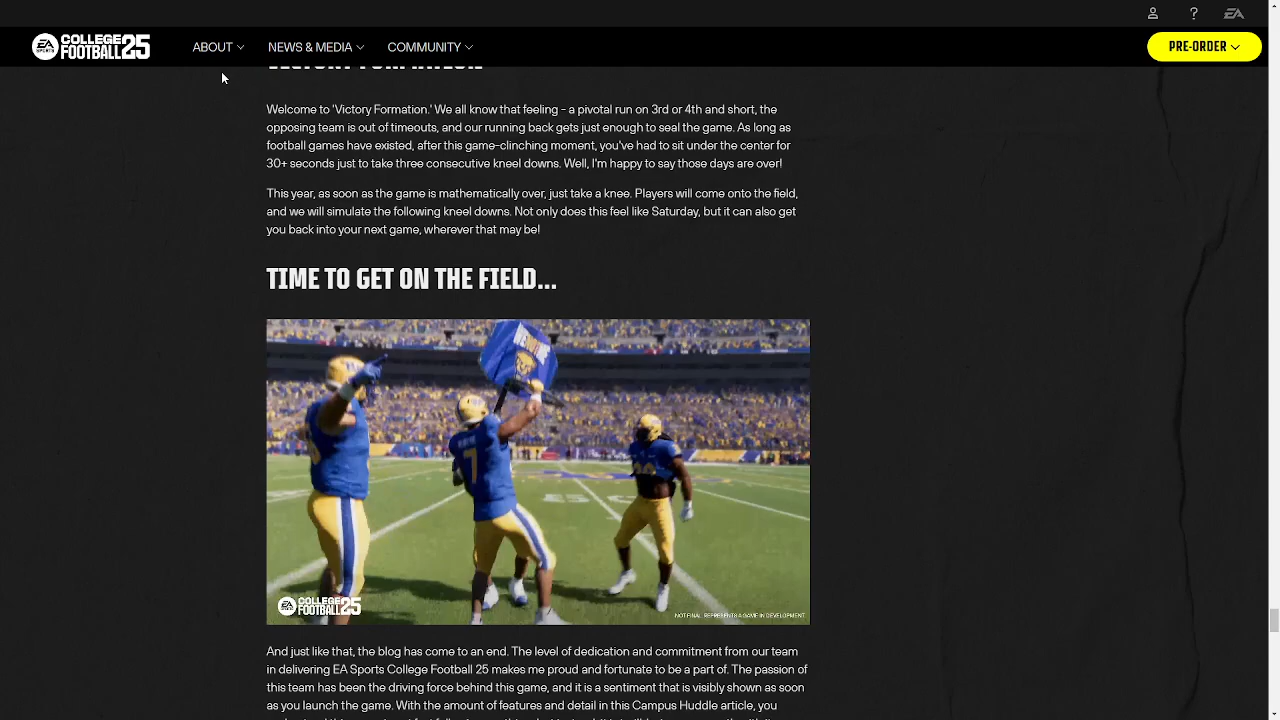 EA SPORTS COLLEGE FOOTBALL 25
ABOUT
NEWS & MEDIA
COMMUNITY
?
EA
PRE-ORDER
VICTORY FORMATION
Welcome to 'Victory Formation.' We all know that feeling - a pivotal run on 3rd or 4th and short, the
opposing team is out of timeouts, and our running back gets just enough to seal the game. As long as
football games have existed, after this game-clinching moment, you've had to sit under the center for
30+ seconds just to take three consecutive kneel downs. Well, I'm happy to say those days are over!
This year, as soon as the game is mathematically over, just take a knee. Players will come onto the field,
and we will simulate the following kneel downs. Not only does this feel like Saturday, but it can also get
you back into your next game, wherever that may be!
TIME TO GET ON THE FIELD...
7
EA SPORTS COLLEGE FOOTBALL 25
NOT FINAL. REPRESENTS A GAME IN DEVELOPMENT.
And just like that, the blog has come to an end. The level of dedication and commitment from our team
in delivering EA Sports College Football 25 makes me proud and fortunate to be a part of. The passion of
this team has been the driving force behind this game, and it is a sentiment that is visibly shown as soon
as you launch the game. With the amount of features and detail in this Campus Huddle article, you